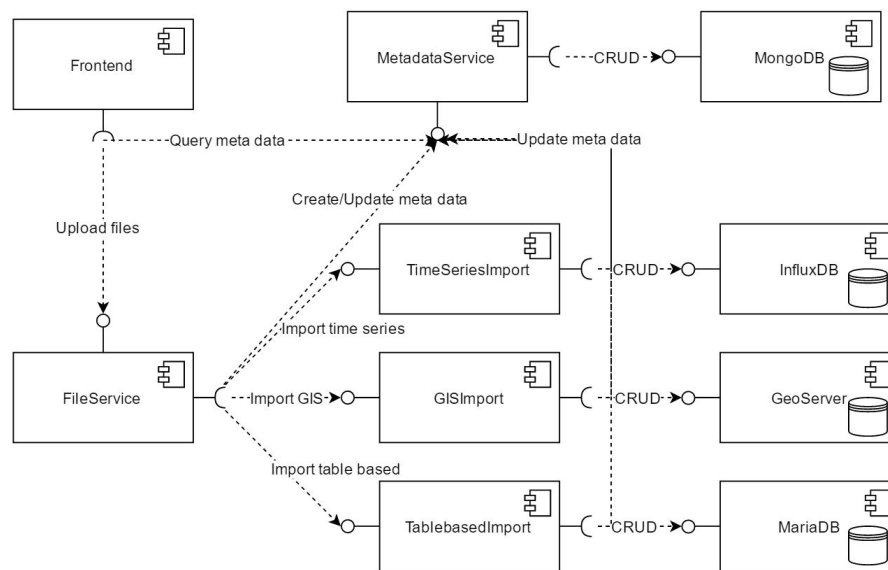 Frontend
MetadataService
CRUD
MongoDB
Query meta data
Update meta data
Create/Update meta data
Upload files
TimeSeriesImport
CRUD
InfluxDB
Import time series
FileService
Import GIS
GISImport
CRUD
GeoServer
Import table based
TablebasedImport
CRUD
MariaDB